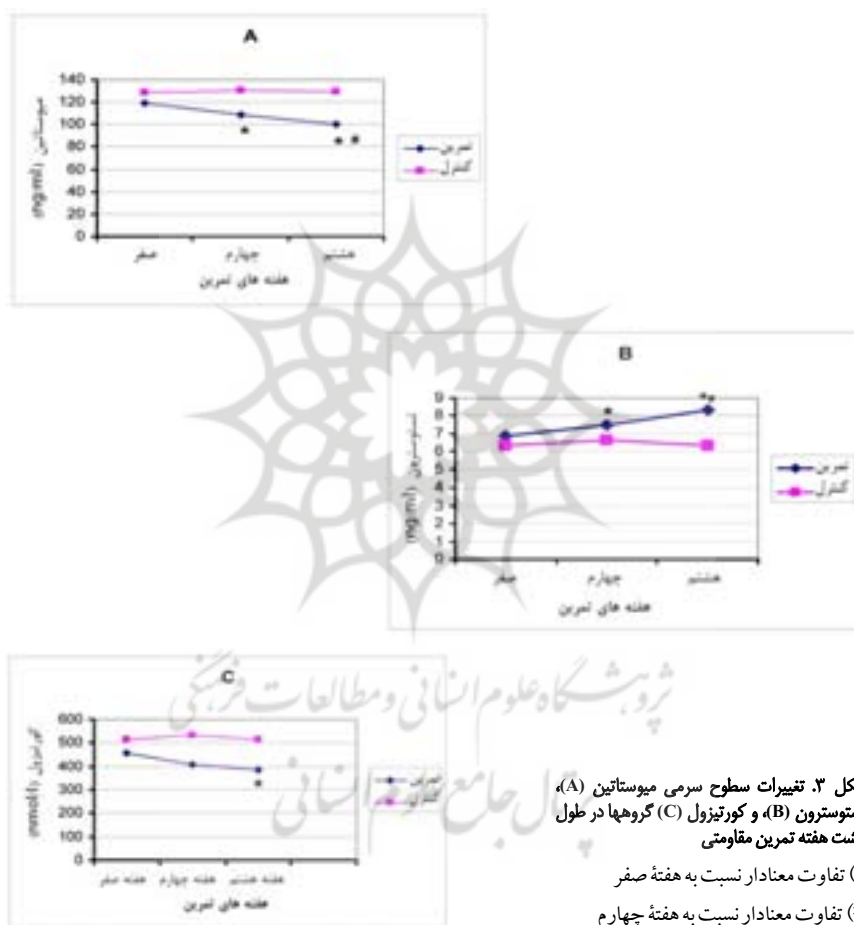 A
140
120
100
80
60
40
20
0
میوستاتین (ng/ml)
* *
*
صفر چهارم هشتم
هفته های تمرین
تمرین
کنترل
B
9
8
7
6
5
4
3
2
1
0
تستوسترون (ng/ml)
*
صفر چهارم هشتم
هفته های تمرین
تمرین
کنترل
پژوهشگاه علوم انسانی و مطالعات فرهنگی
پرتال جامع علوم انسانی
C
600
500
400
300
200
100
0
کورتیزول (nmol/l)
*
هفته صفر هفته چهارم هفته هشتم
هفته های تمرین
تمرین
کنترل
کل ۳. تغییرات سطوح سرمی میوستاتین (A)،
ستوسترون (B)، و کورتیزول (C) گروهها در طول
شت هفته تمرین مقاومتی
) تفاوت معنادار نسبت به هفتۀ صفر
) تفاوت معنادار نسبت به هفتۀ چهارم